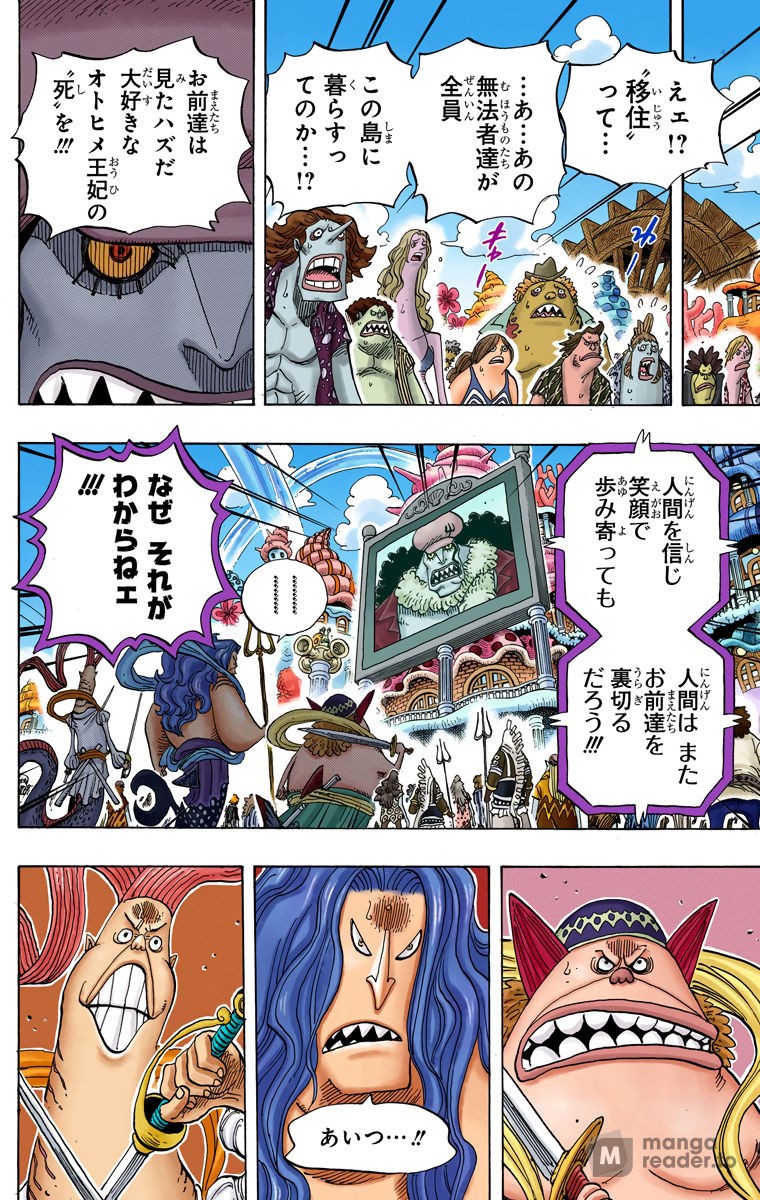 えェ!?
〝移住〟
って…
…あ…あの
無法者達が
全員
この島に
暮らすっ
てのか…!?
お前達は
見たハズだ
大好きな
オトヒメ王妃の
〝死〟を!!!
人間を信じ
笑顔で
歩み寄っても
人間は また
お前達を
裏切る
だろう!!!
………
………
なぜ それが
わからねェ
!!!
あいつ…!!
manga
reader.to